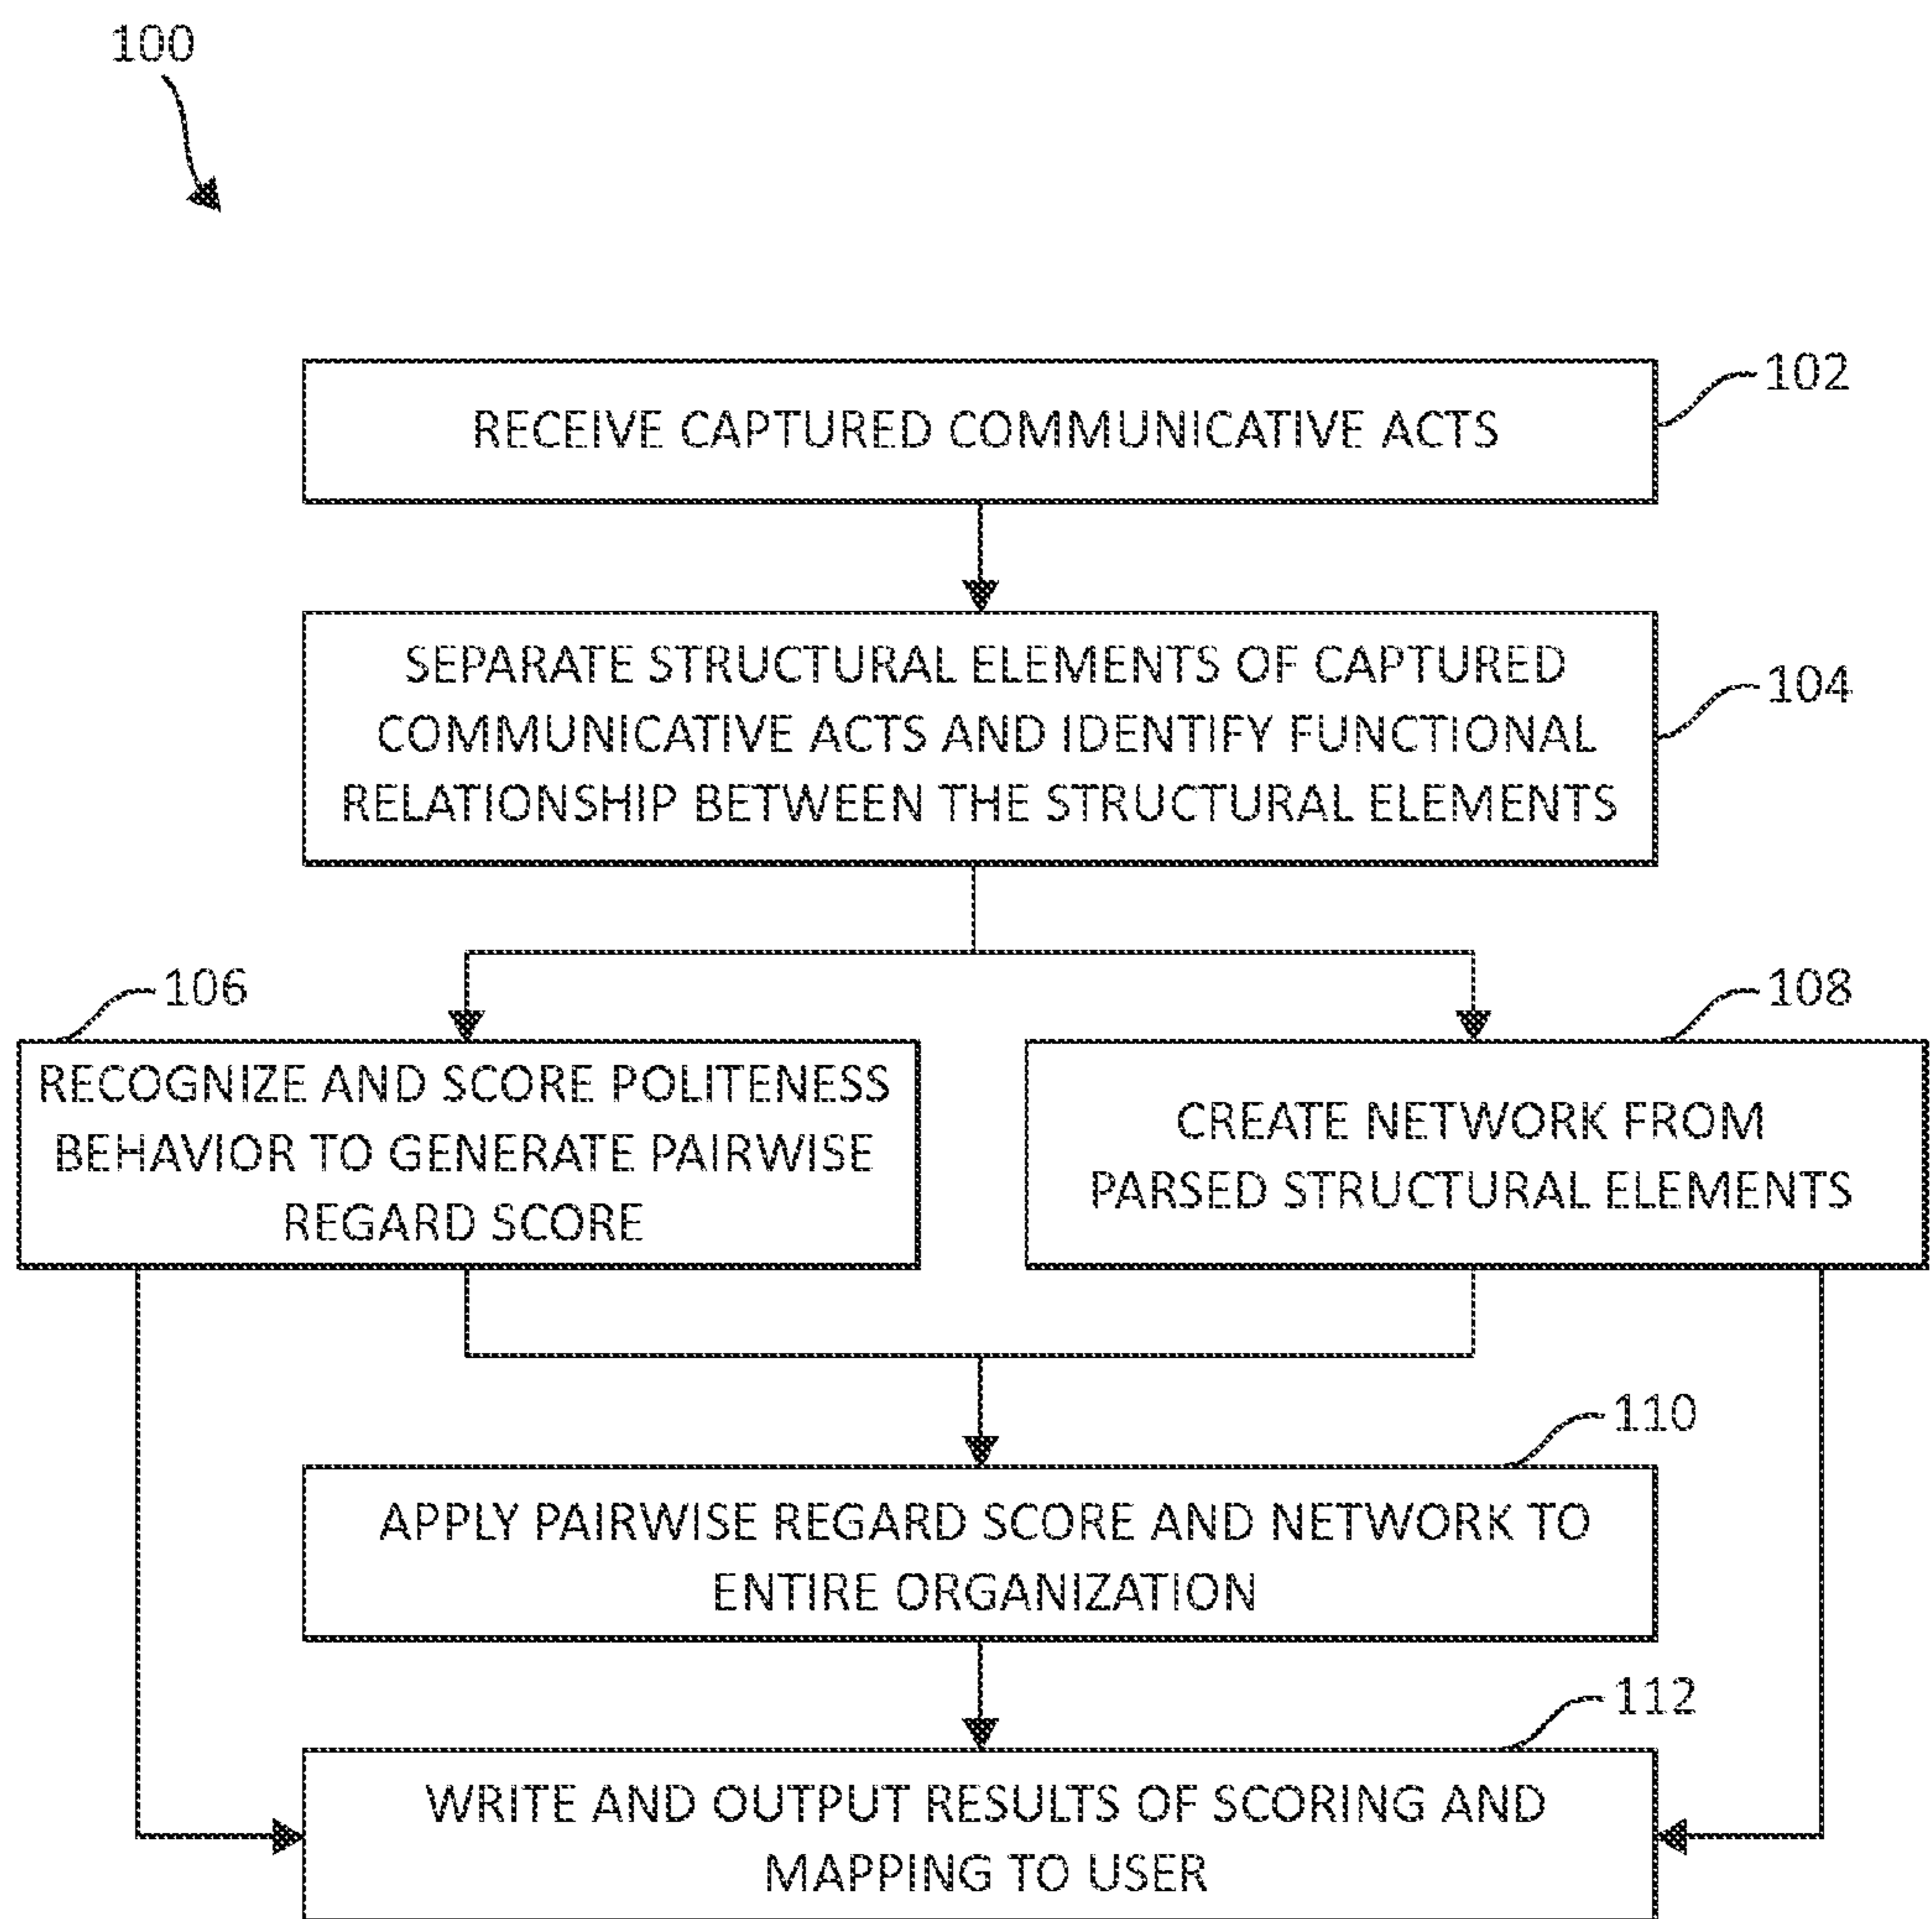 100
102
RECEIVE CAPTURED COMMUNICATIVE ACTS
104
SEPARATE STRUCTURAL ELEMENTS OF CAPTURED
COMMUNICATIVE ACTS AND IDENTIFY FUNCTIONAL
RELATIONSHIP BETWEEN THE STRUCTURAL ELEMENTS
106
RECOGNIZE AND SCORE POLITENESS
BEHAVIOR TO GENERATE PAIRWISE
REGARD SCORE
108
CREATE NETWORK FROM
PARSED STRUCTURAL ELEMENTS
110
APPLY PAIRWISE REGARD SCORE AND NETWORK TO
ENTIRE ORGANIZATION
112
WRITE AND OUTPUT RESULTS OF SCORING AND
MAPPING TO USER